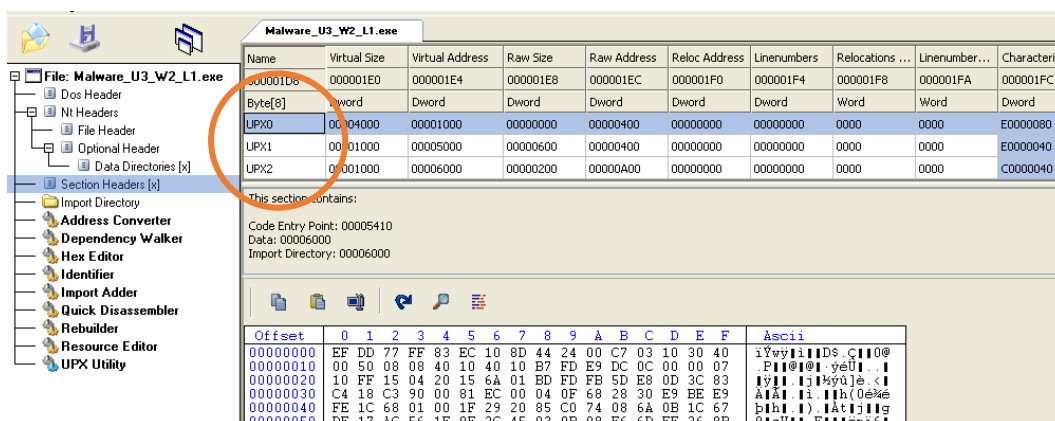 Malware_U3_W2_L1.exe
File: Malware_U3_W2_L1.exe
Dos Header
Nt Headers
File Header
Optional Header
Data Directories [x]
Section Headers [x]
Import Directory
Address Converter
Dependency Walker
Hex Editor
Identifier
Import Adder
Quick Disassembler
Rebuilder
Resource Editor
UPX Utility
Name Virtual Size Virtual Address Raw Size Raw Address Reloc Address Linenumbers Relocations ... Linenumber... Characteri
000001D8 000001E0 000001E4 000001E8 000001EC 000001F0 000001F4 000001F8 000001FA 000001FC
Byte[8] Dword Dword Dword Dword Dword Dword Word Word Dword
UPX0 00004000 00001000 00000000 00000400 00000000 00000000 0000 0000 E0000080
UPX1 00001000 00005000 00000600 00000400 00000000 00000000 0000 0000 E0000040
UPX2 00001000 00006000 00000200 00000A00 00000000 00000000 0000 0000 C0000040
This section contains:
Code Entry Point: 00005410
Data: 00006000
Import Directory: 00006000
Offset 0 1 2 3 4 5 6 7 8 9 A B C D E F Ascii
00000000 EF DD 77 FF 83 EC 10 8D 44 24 00 C7 03 10 30 40
00000010 00 50 08 08 40 10 40 10 B7 FD E9 DC 0C 00 00 07
00000020 10 FF 15 04 20 15 6A 01 BD FD FB 5D E8 0D 3C 83
00000030 C4 18 C3 90 00 81 EC 00 04 0F 68 28 30 E9 BE E9
00000040 FE 1C 68 01 00 1F 29 20 85 C0 74 08 6A 0B 1C 67